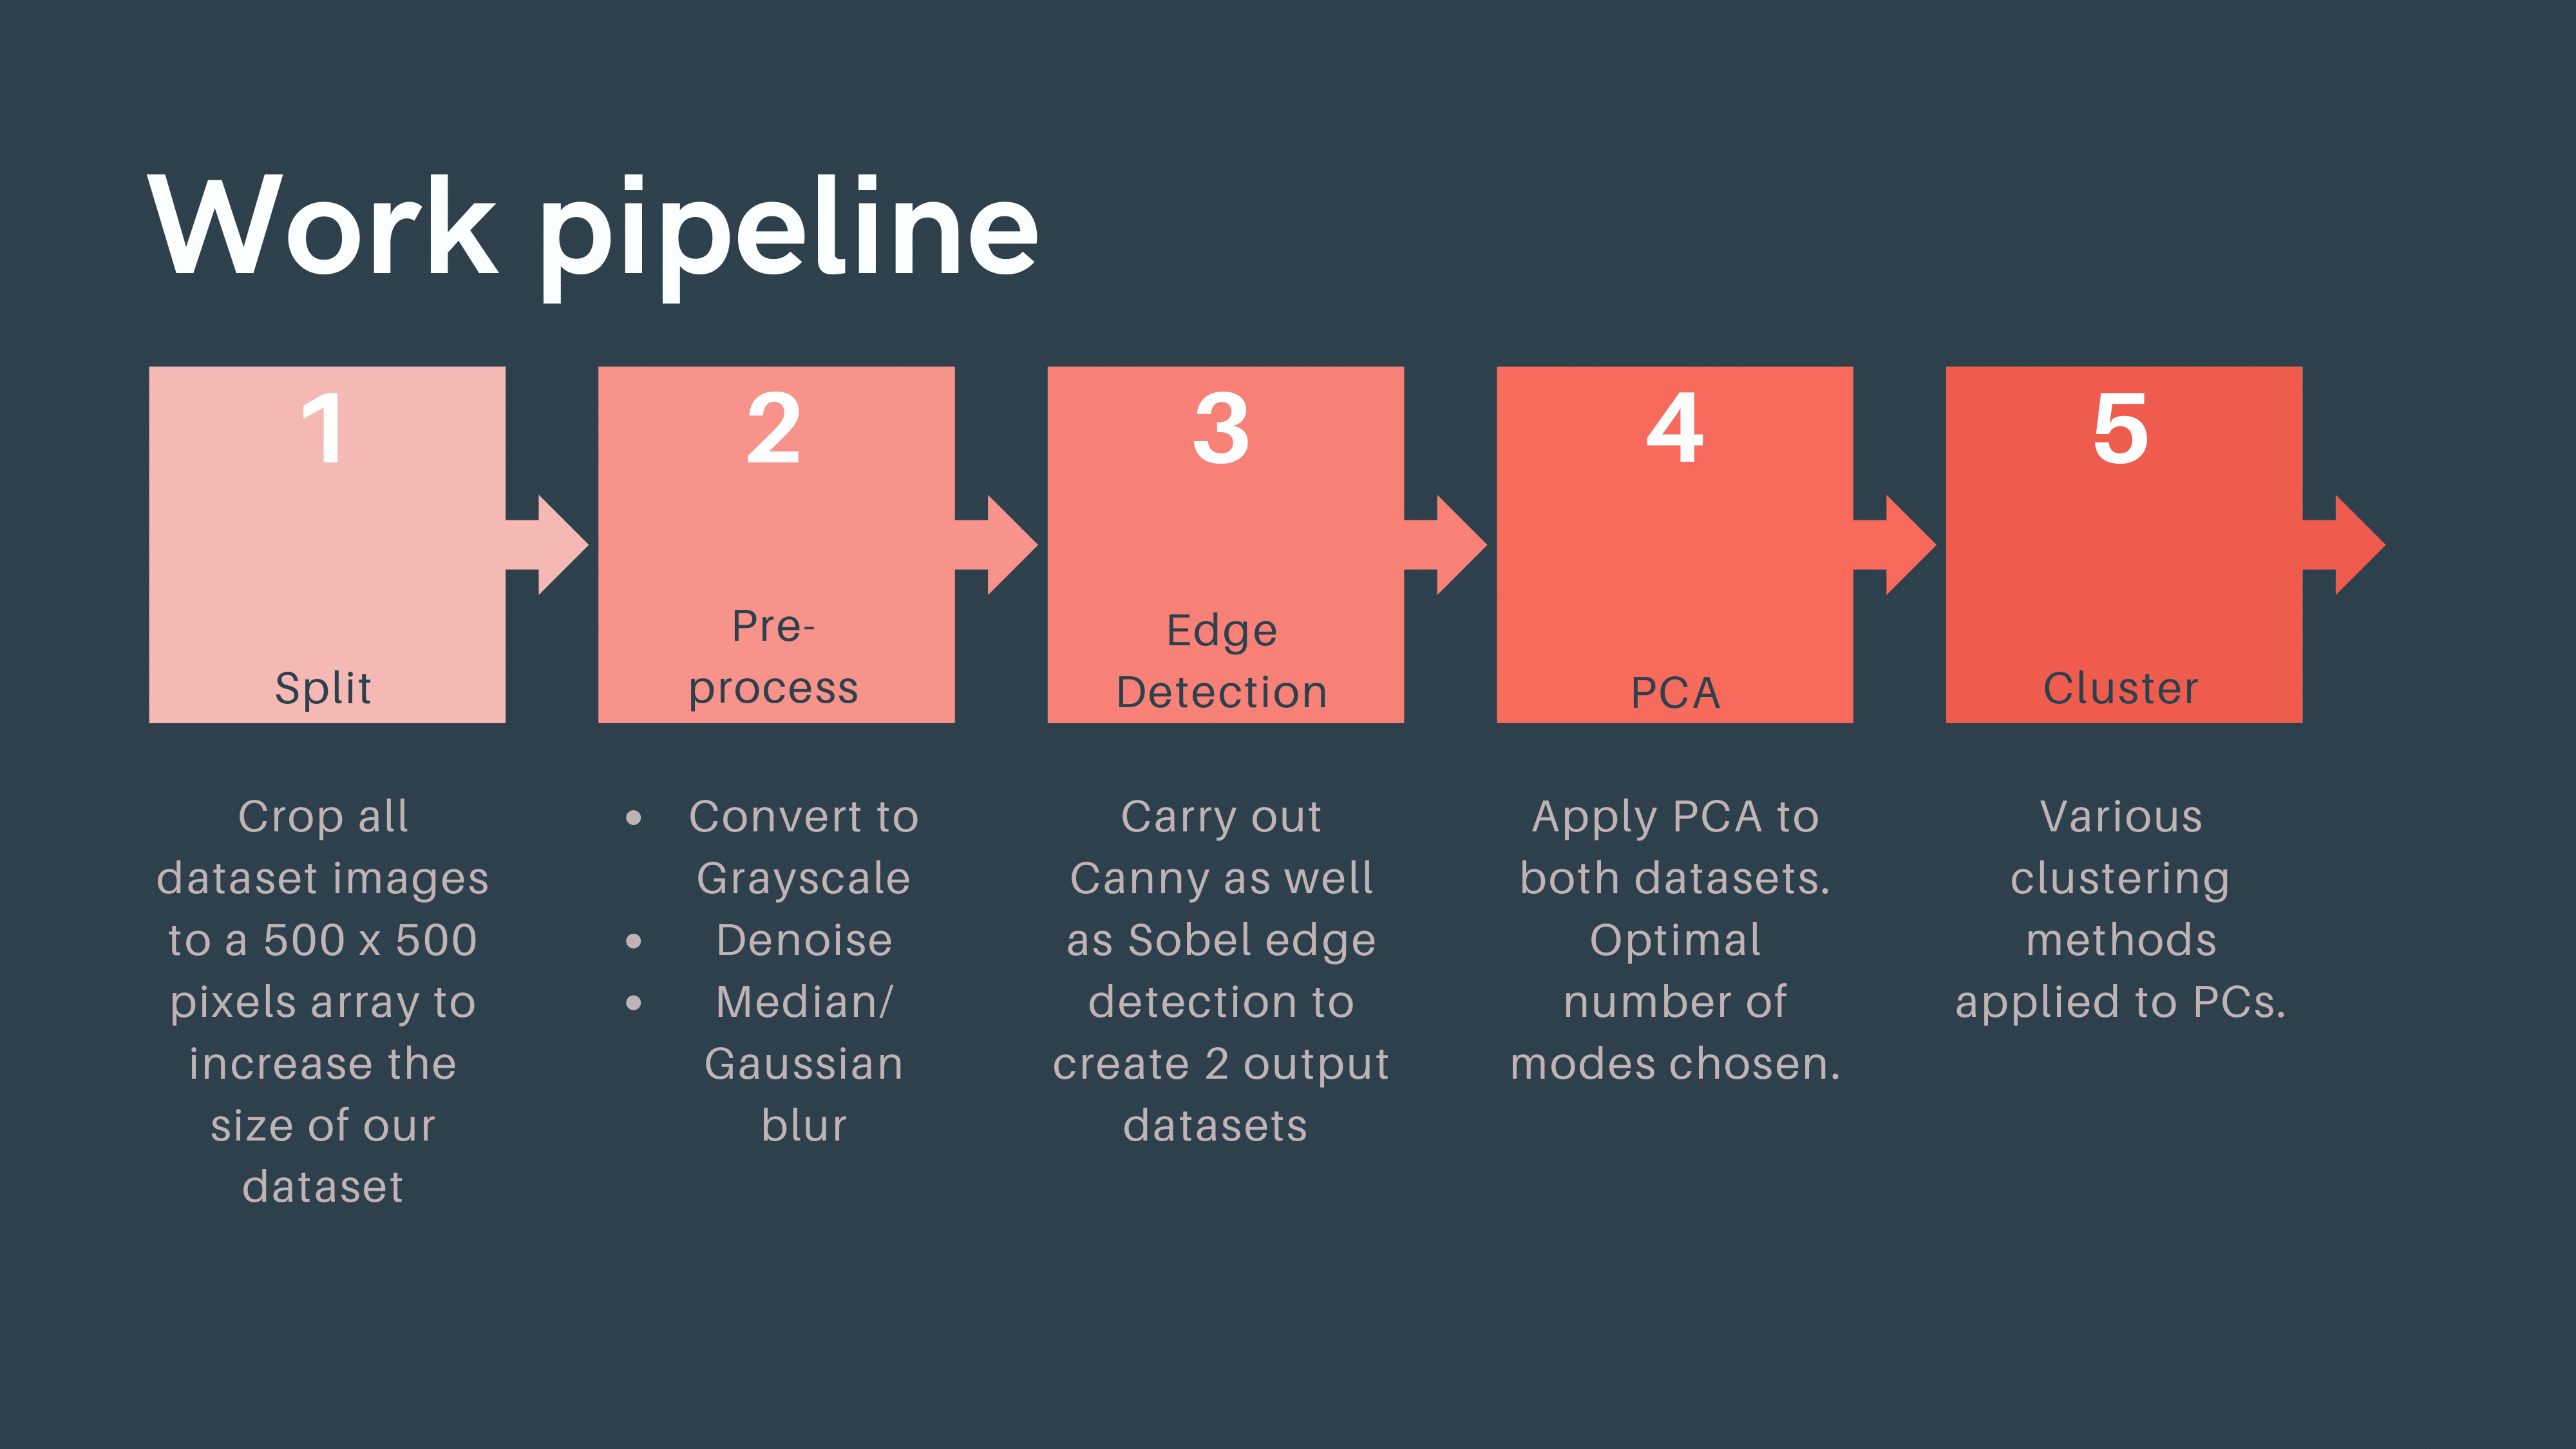 Work pipeline
1
Split
Crop all
dataset images
to a 500 x 500
pixels array to
increase the
size of our
dataset
2
Pre-
process
• Convert to
Grayscale
• Denoise
• Median/
Gaussian
blur
3
Edge
Detection
Carry out
Canny as well
as Sobel edge
detection to
create 2 output
datasets
4
PCA
Apply PCA to
both datasets.
Optimal
number of
modes chosen.
5
Cluster
Various
clustering
methods
applied to PCs.